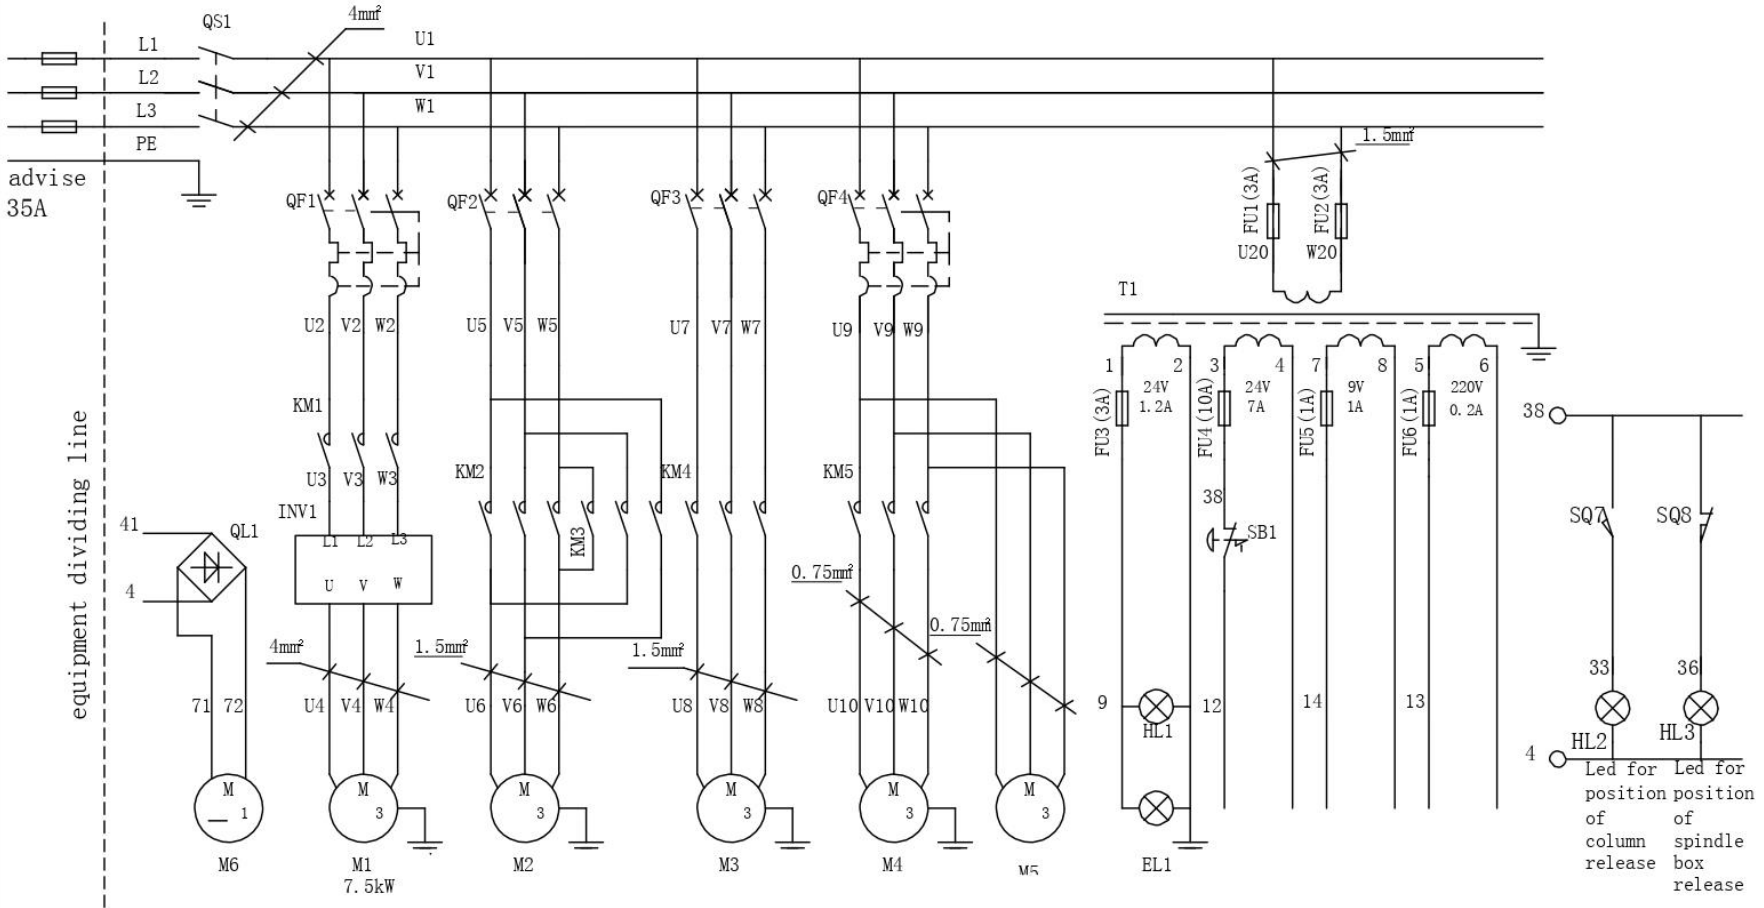 QS1
4mm²
L1
U1
L2
V1
L3
W1
PE
advise
35A
1.5mm²
QF1
QF2
QF3
QF4
FU1(3A)
FU2(3A)
U20
W20
T1
U2
V2
W2
U5
V5
W5
U7
V7
W7
U9
V9
W9
1
2
3
4
7
8
5
6
FU3(3A)
24V
1.2A
FU4(10A)
24V
7A
FU5(1A)
9V
1A
FU6(1A)
220V
0.2A
38
KM1
KM2
KM3
KM4
KM5
U3
V3
W3
INV1
L1
L2
L3
U
V
W
equipment dividing line
41
QL1
4
38
SB1
SQ7
SQ8
0.75mm²
0.75mm²
4mm²
1.5mm²
1.5mm²
71
72
U4
V4
W4
U6
V6
W6
U8
V8
W8
U10
V10
W10
9
HL1
12
14
13
33
36
HL2
HL3
4
M
1
M
3
M
3
M
3
M
3
M
3
M6
M1
7.5kW
M2
M3
M4
M5
EL1
Led for
position
of
column
release
Led for
position
of
spindle
box
release